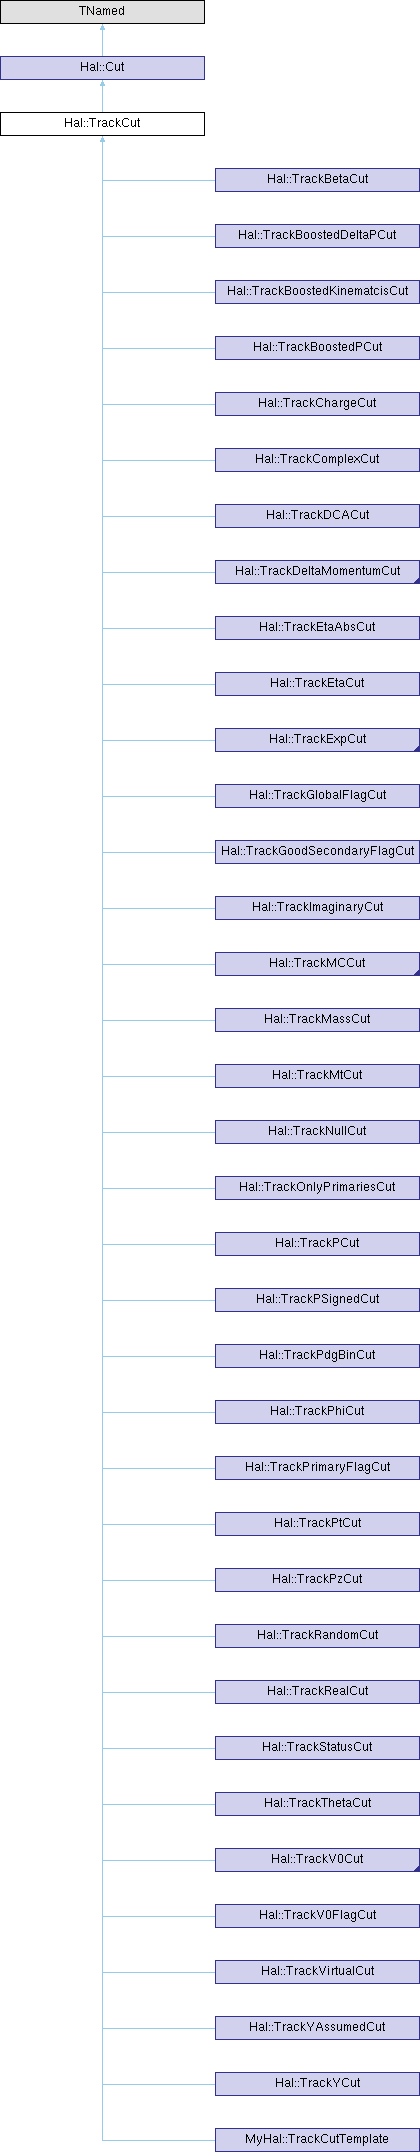 TNamed
Hal::Cut
Hal::TrackCut
Hal::TrackBetaCut
Hal::TrackBoostedDeltaPCut
Hal::TrackBoostedKinematcisCut
Hal::TrackBoostedPCut
Hal::TrackChargeCut
Hal::TrackComplexCut
Hal::TrackDCACut
Hal::TrackDeltaMomentumCut
Hal::TrackEtaAbsCut
Hal::TrackEtaCut
Hal::TrackExpCut
Hal::TrackGlobalFlagCut
Hal::TrackGoodSecondaryFlagCut
Hal::TrackImaginaryCut
Hal::TrackMCCut
Hal::TrackMassCut
Hal::TrackMtCut
Hal::TrackNullCut
Hal::TrackOnlyPrimariesCut
Hal::TrackPCut
Hal::TrackPSignedCut
Hal::TrackPdgBinCut
Hal::TrackPhiCut
Hal::TrackPrimaryFlagCut
Hal::TrackPtCut
Hal::TrackPzCut
Hal::TrackRandomCut
Hal::TrackRealCut
Hal::TrackStatusCut
Hal::TrackThetaCut
Hal::TrackV0Cut
Hal::TrackV0FlagCut
Hal::TrackVirtualCut
Hal::TrackYAssumedCut
Hal::TrackYCut
MyHal::TrackCutTemplate